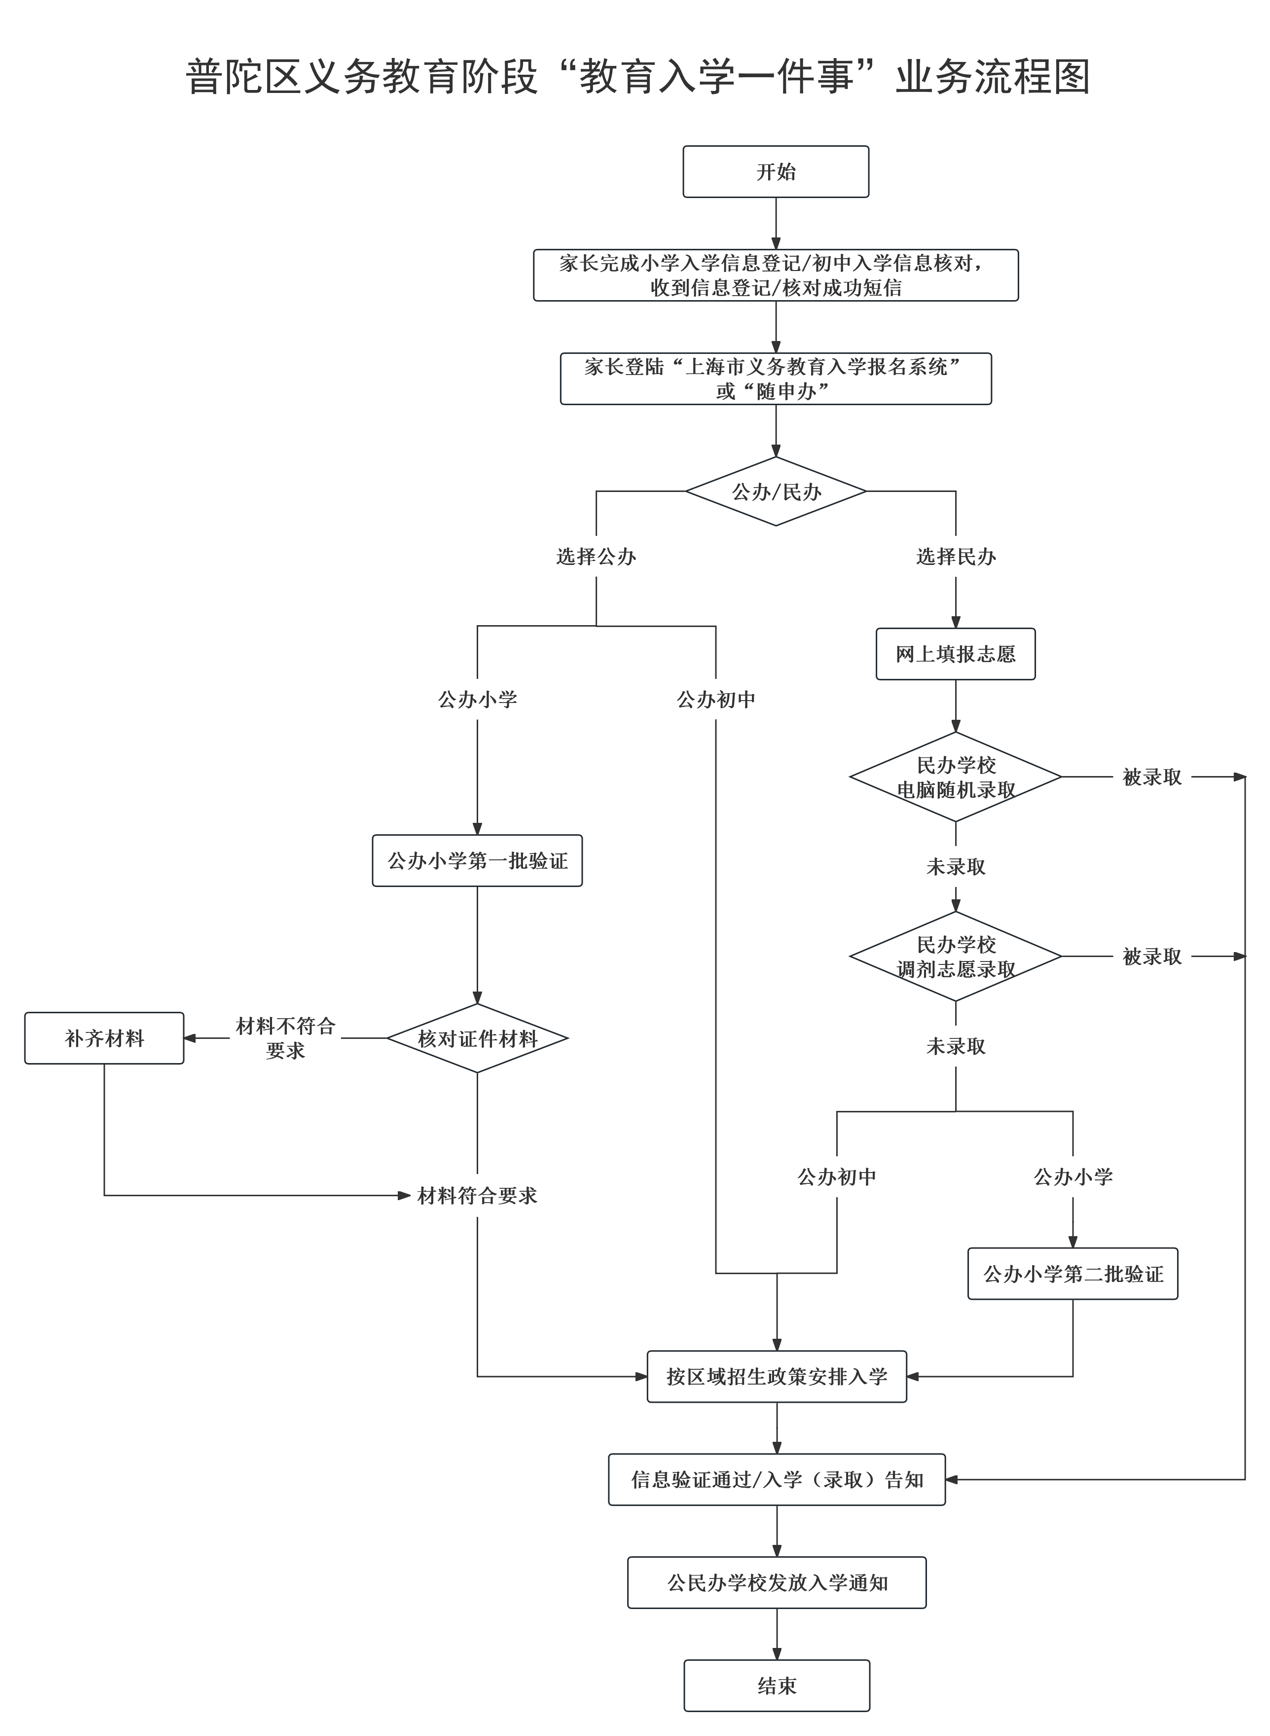 普陀区义务教育阶段“教育入学一件事”业务流程图
开始
家长完成小学入学信息登记/初中入学信息核对，
收到信息登记/核对成功短信
家长登陆“上海市义务教育入学报名系统”
或“随申办”
公办/民办
选择公办
选择民办
网上填报志愿
公办小学
公办初中
民办学校
电脑随机录取
被录取
公办小学第一批验证
未录取
民办学校
调剂志愿录取
被录取
补齐材料
材料不符合
要求
核对证件材料
未录取
公办初中
公办小学
材料符合要求
公办小学第二批验证
按区域招生政策安排入学
信息验证通过/入学（录取）告知
公民办学校发放入学通知
结束